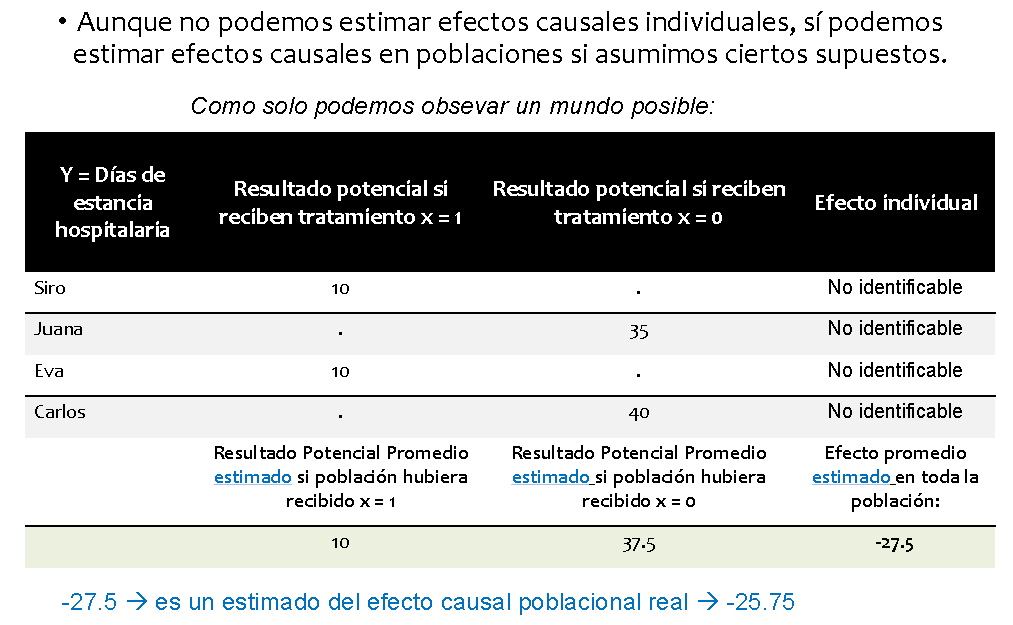 • Aunque no podemos estimar efectos causales individuales, sí podemos
estimar efectos causales en poblaciones si asumimos ciertos supuestos.
Como solo podemos obsevar un mundo posible:
Y = Días de
estancia
hospitalaria
Resultado potencial si
reciben tratamiento x = 1
Resultado potencial si reciben
tratamiento x = 0
Efecto individual
Siro 10 . No identificable
Juana . 35 No identificable
Eva 10 . No identificable
Carlos . 40 No identificable
Resultado Potencial Promedio
estimado si población hubiera
recibido x = 1
Resultado Potencial Promedio
estimado si población hubiera
recibido x = 0
Efecto promedio
estimado en toda la
población:
10 37.5 -27.5
-27.5 → es un estimado del efecto causal poblacional real → -25.75